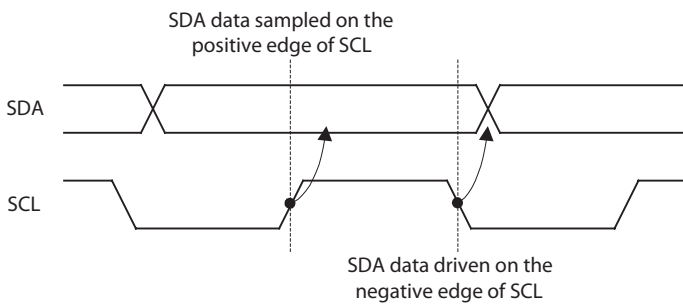 SDA data sampled on the
positive edge of SCL
SDA
SCL
SDA data driven on the
negative edge of SCL